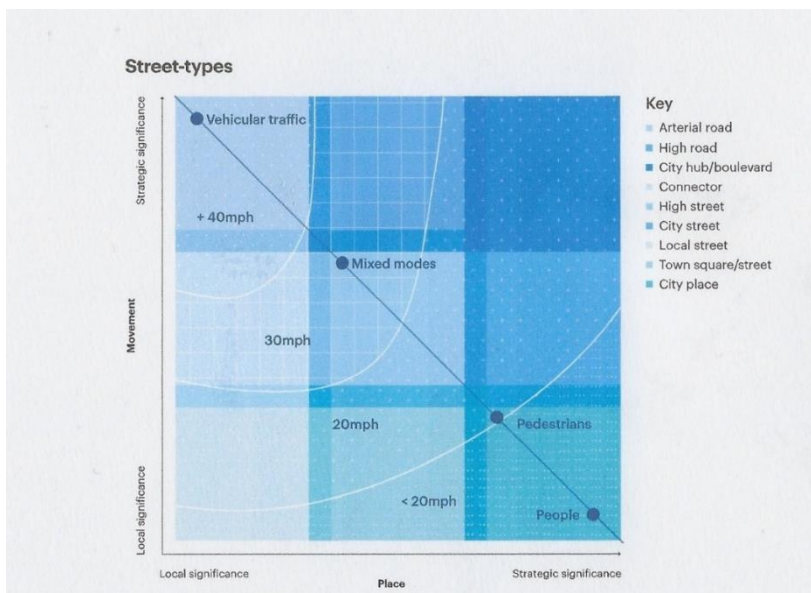 Street-types
Key
Arterial road
High road
City hub/boulevard
Connector
High street
City street
Local street
Town square/street
City place
Strategic significance
Movement
Local significance
Vehicular traffic
+ 40mph
Mixed modes
30mph
20mph
Pedestrians
< 20mph
People
Local significance
Place
Strategic significance